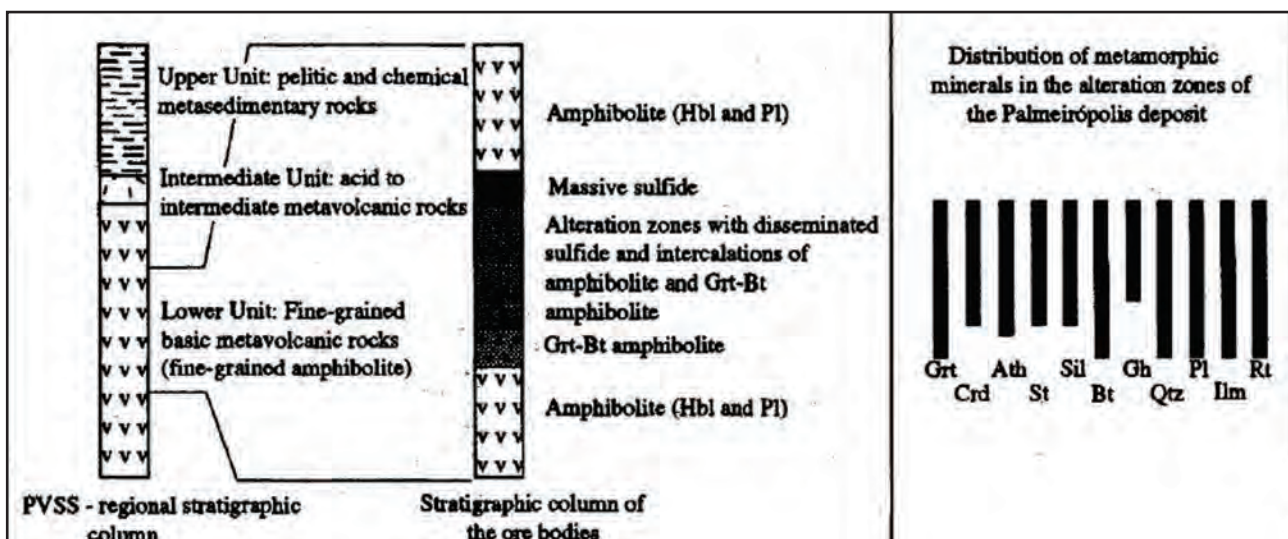 Upper Unit: pelitic and chemical
metasedimentary rocks
Intermediate Unit: acid to
intermediate metavolcanic rocks
Lower Unit: Fine-grained
basic metavolcanic rocks
(fine-grained amphibolite)
PVSS - regional stratigraphic
column
Amphibolite (Hbl and Pl)
Massive sulfide
Alteration zones with disseminated
sulfide and intercalations of
amphibolite and Grt-Bt
amphibolite
Grt-Bt amphibolite
Amphibolite (Hbl and Pl)
Stratigraphic column of
the ore bodies
Distribution of metamorphic
minerals in the alteration zones of
the Palmeirópolis deposit
Grt Ath Sil Gh Pl Rt
Crd St Bt Qtz Ilm